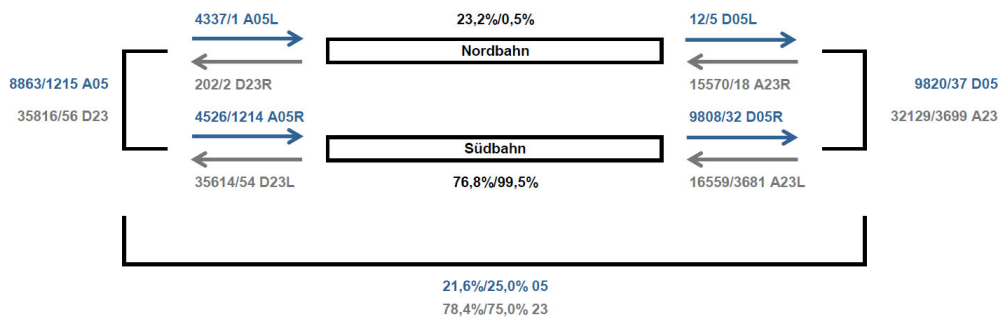 4337/1 A05L
23,2%/0,5%
12/5 D05L
Nordbahn
8863/1215 A05
202/2 D23R
15570/18 A23R
9820/37 D05
35816/56 D23
4526/1214 A05R
9808/32 D05R
32129/3699 A23
Südbahn
35614/54 D23L
76,8%/99,5%
16559/3681 A23L
21,6%/25,0% 05
78,4%/75,0% 23